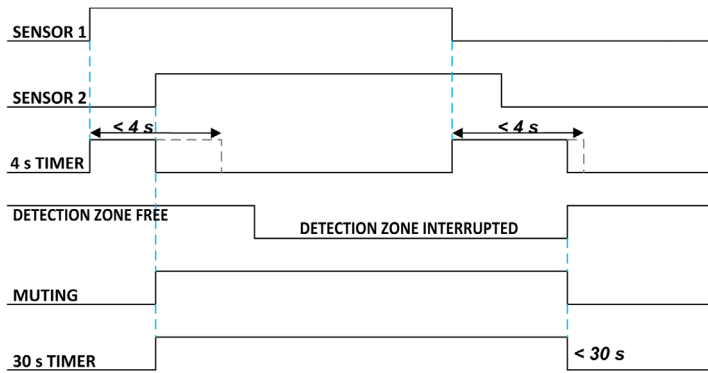 SENSOR 1
SENSOR 2
< 4 s
< 4 s
4 s TIMER
DETECTION ZONE FREE
DETECTION ZONE INTERRUPTED
MUTING
30 s TIMER
< 30 s